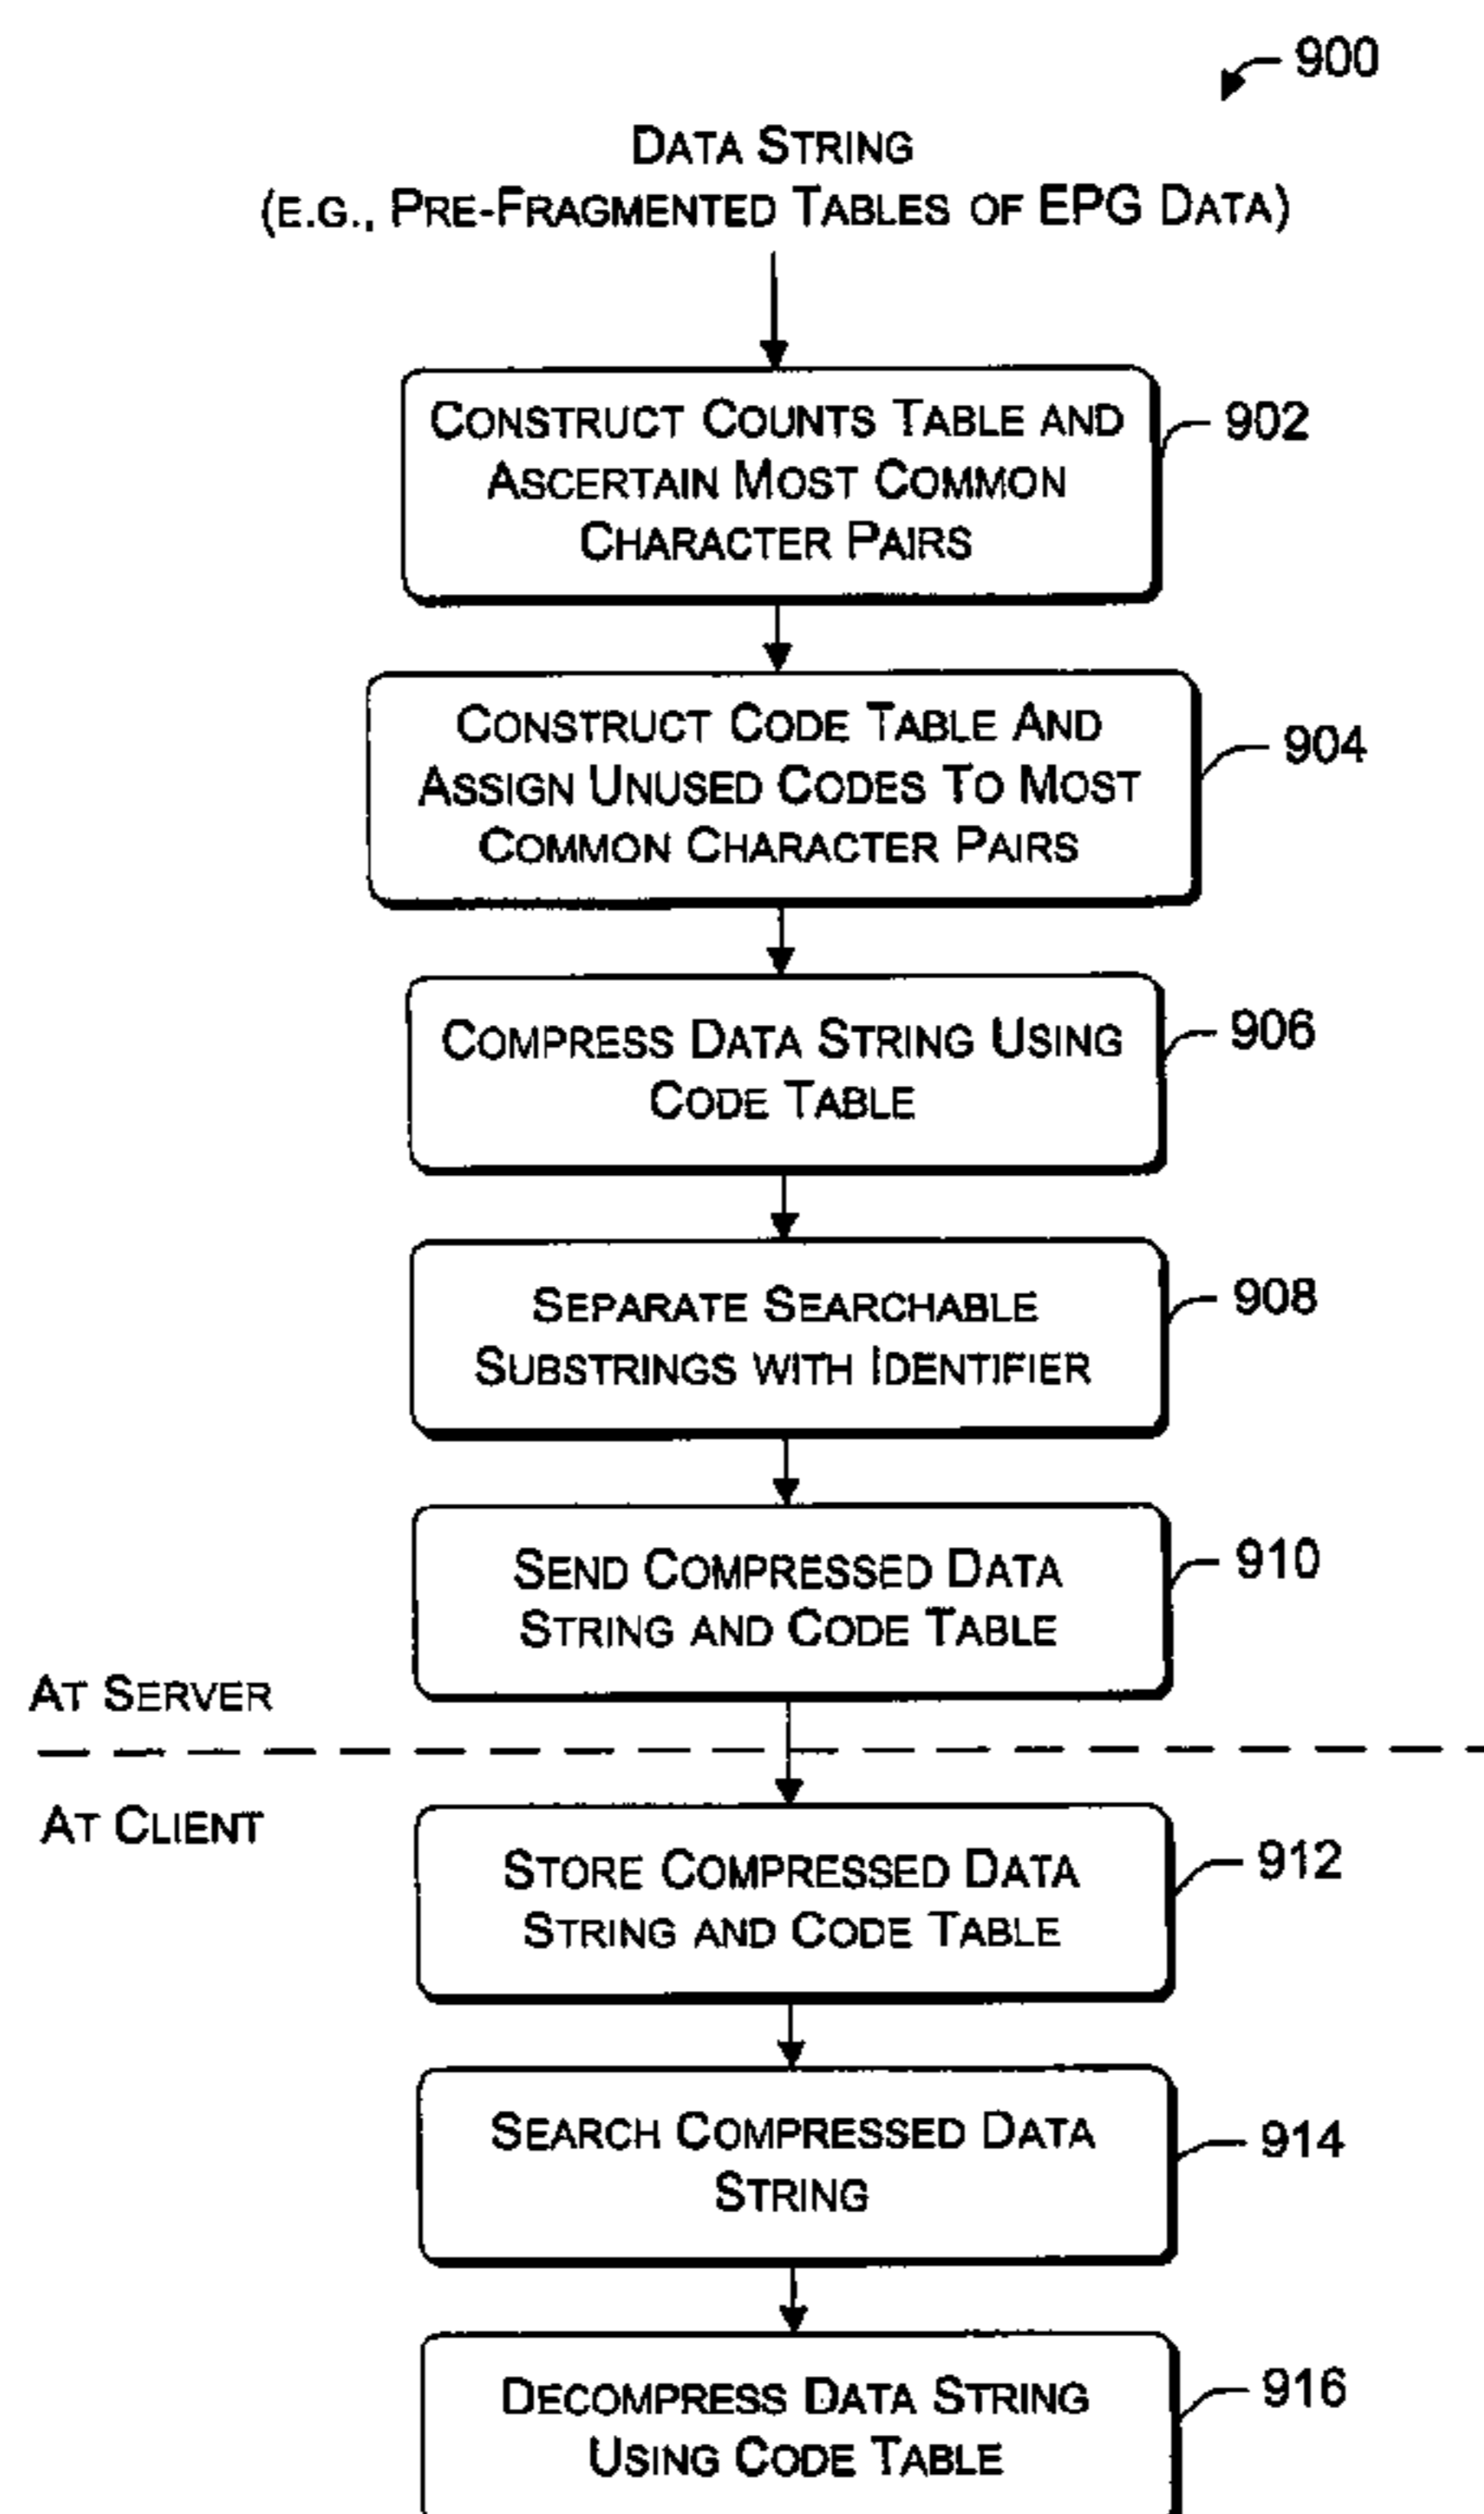 900
DATA STRING
(E.G., PRE-FRAGMENTED TABLES OF EPG DATA)
CONSTRUCT COUNTS TABLE AND
ASCERTAIN MOST COMMON
CHARACTER PAIRS
902
CONSTRUCT CODE TABLE AND
ASSIGN UNUSED CODES TO MOST
COMMON CHARACTER PAIRS
904
COMPRESS DATA STRING USING
CODE TABLE
906
SEPARATE SEARCHABLE
SUBSTRINGS WITH IDENTIFIER
908
SEND COMPRESSED DATA
STRING AND CODE TABLE
910
AT SERVER
AT CLIENT
STORE COMPRESSED DATA
STRING AND CODE TABLE
912
SEARCH COMPRESSED DATA
STRING
914
DECOMPRESS DATA STRING
USING CODE TABLE
916